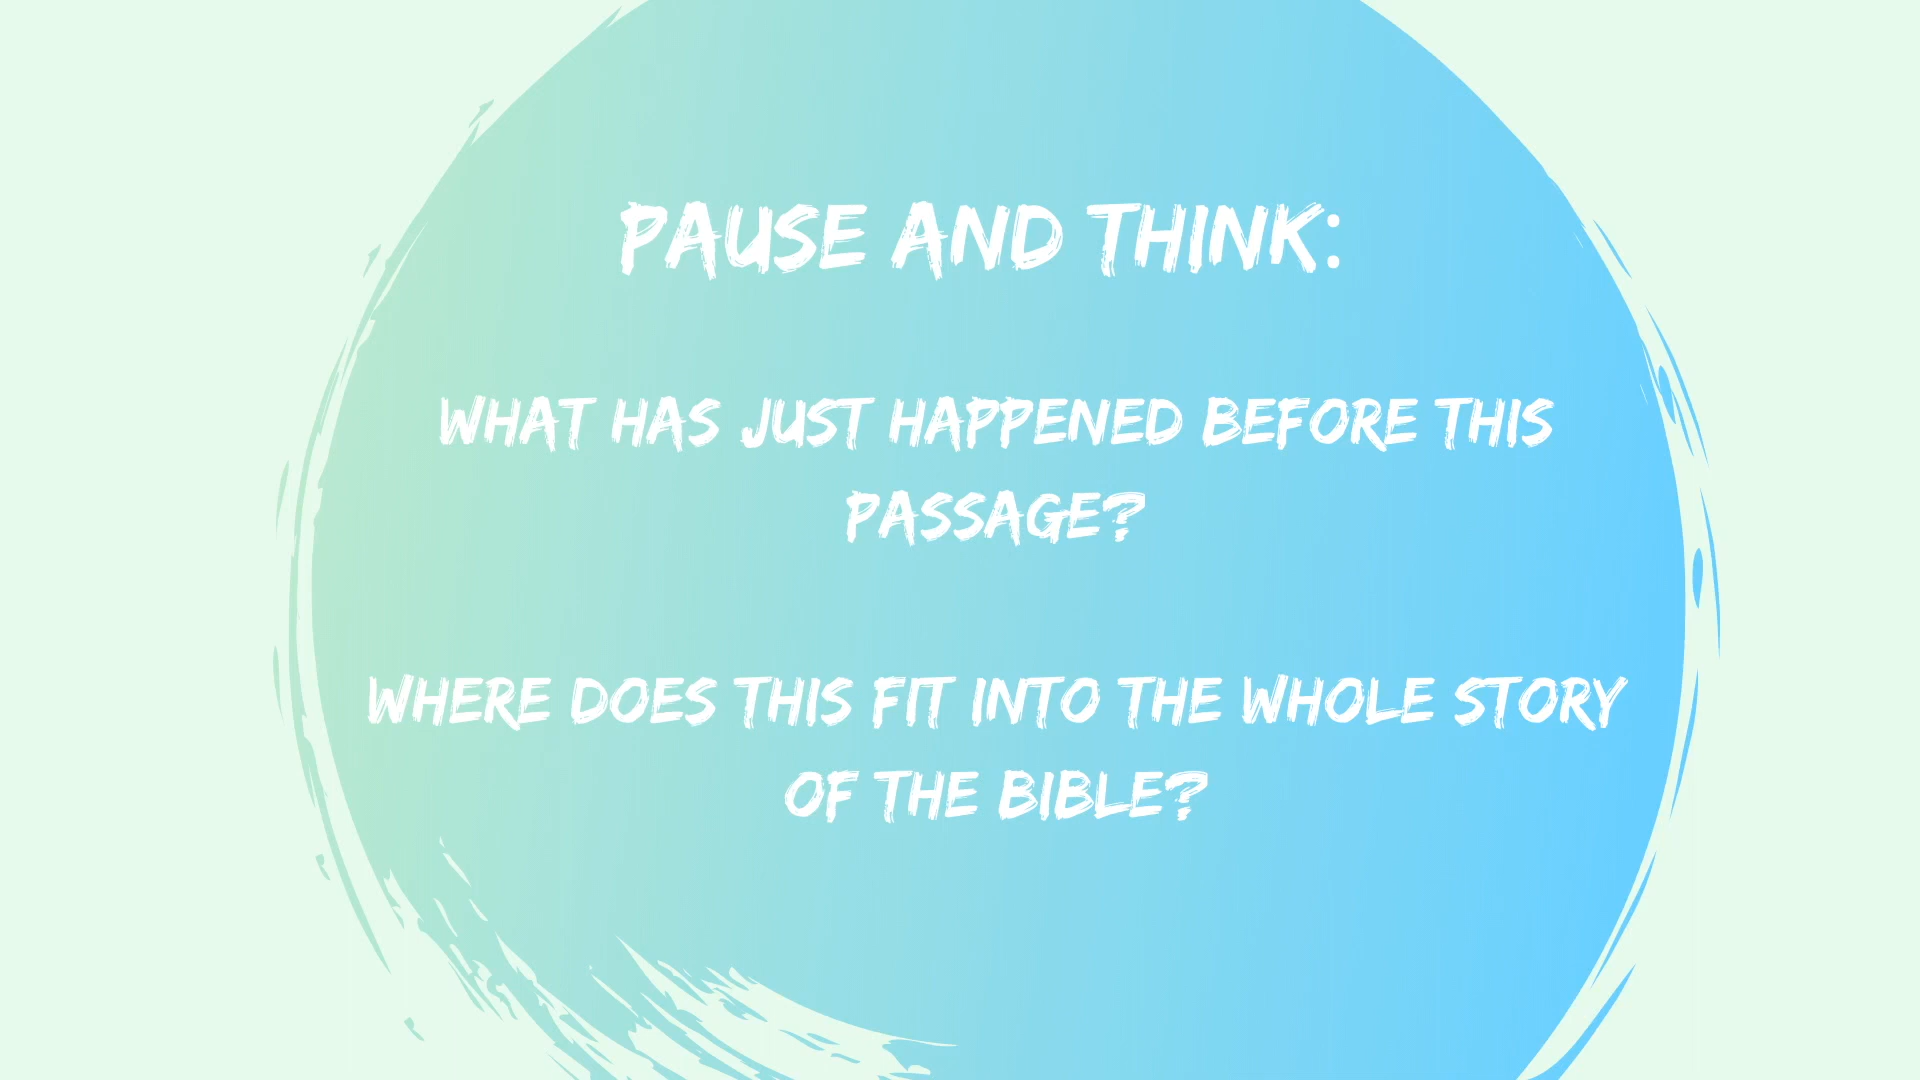 PAUSE AND THINK:
WHAT HAS JUST HAPPENED BEFORE THIS
PASSAGE?
WHERE DOES THIS FIT INTO THE WHOLE STORY
OF THE BIBLE?